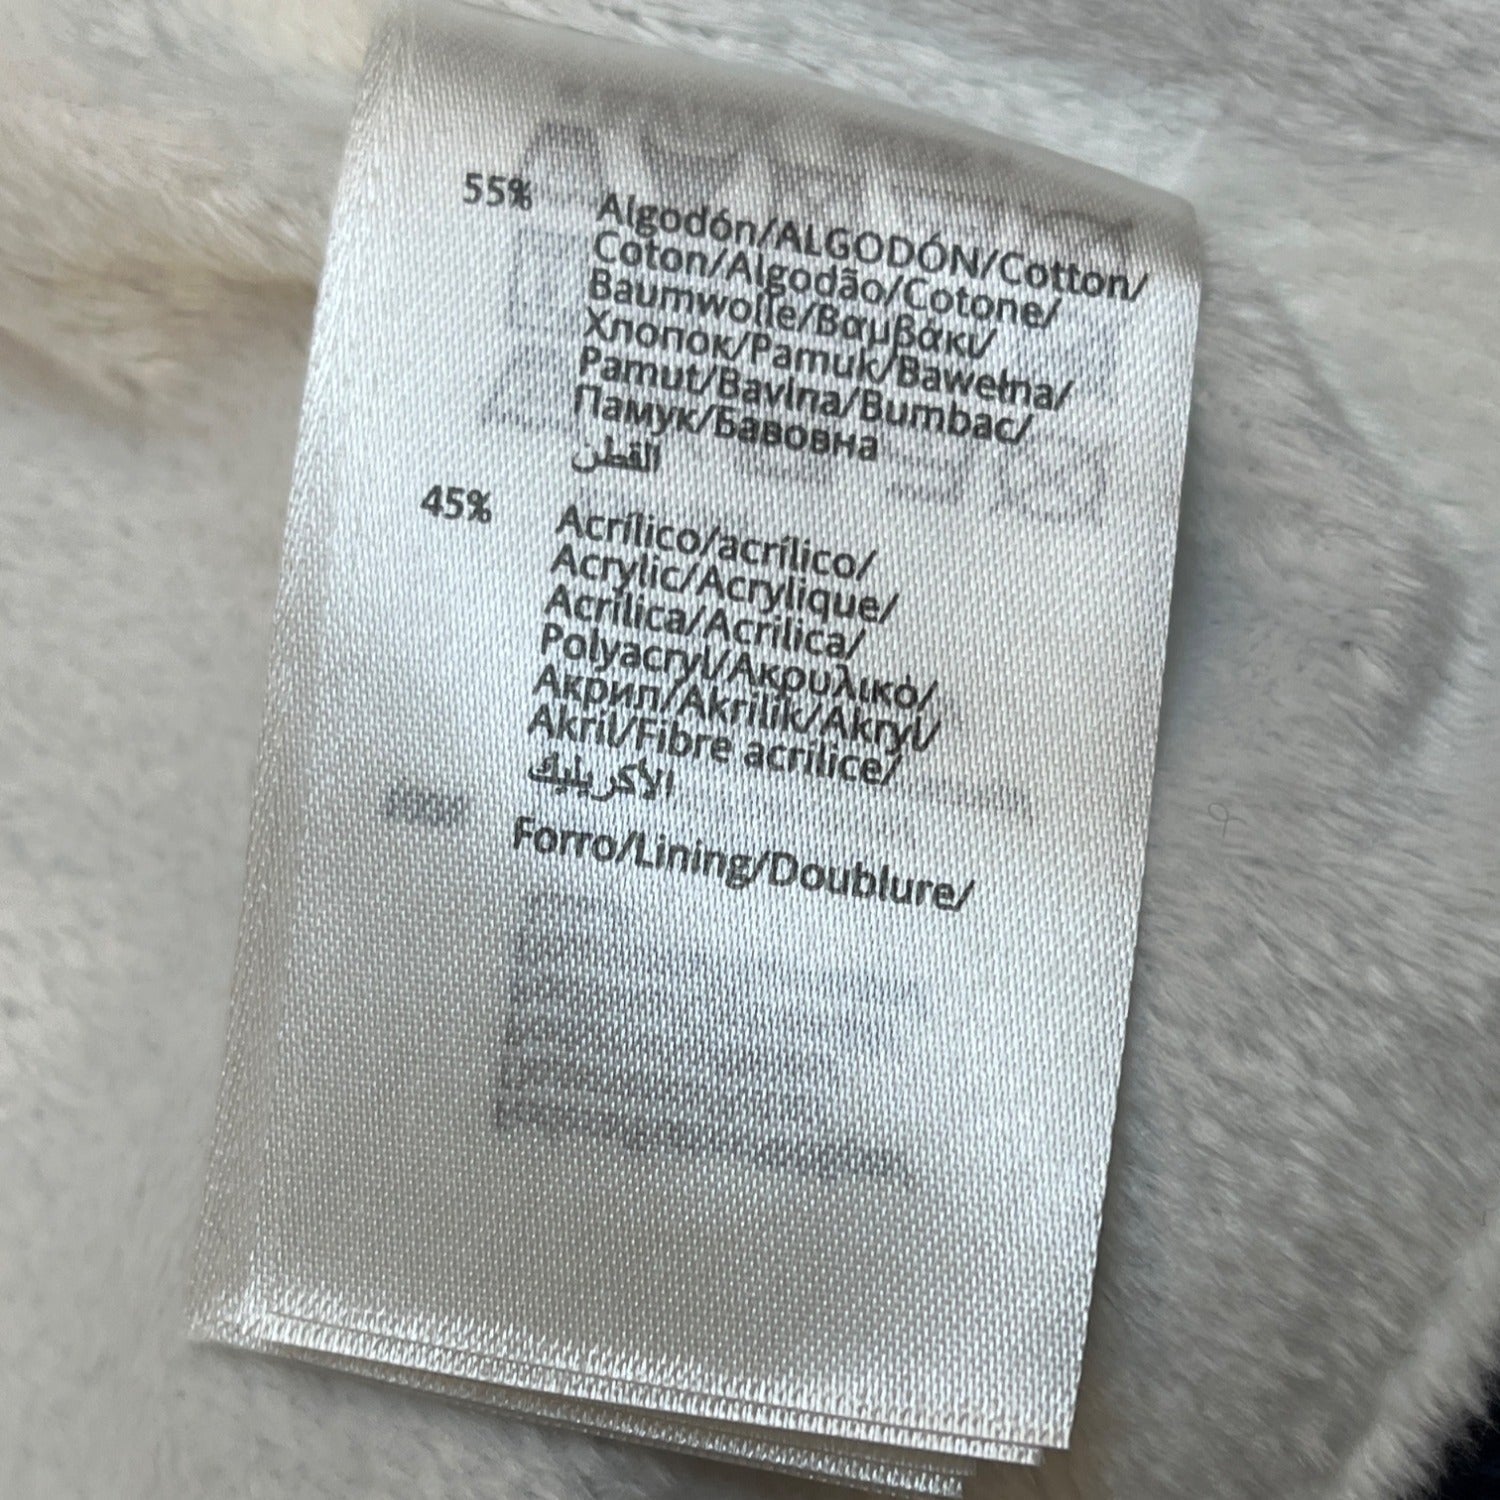 55%
Algodón/ALGODÓN/Cotton/
Coton/Algodão/Cotone/
Baumwolle/Βαμβάκι/
Хлопок/Pamuk/Bawełna/
Pamut/Bavlna/Bumbac/
Памук/Бавовна
القطن
45%
Acrílico/acrílico/
Acrylic/Acrylique/
Acrílica/Acrilica/
Polyacryl/Ακρυλικό/
Акрил/Akrilik/Akryl/
Akril/Fibre acrilice/
الأكريليك
Forro/Lining/Doublure/